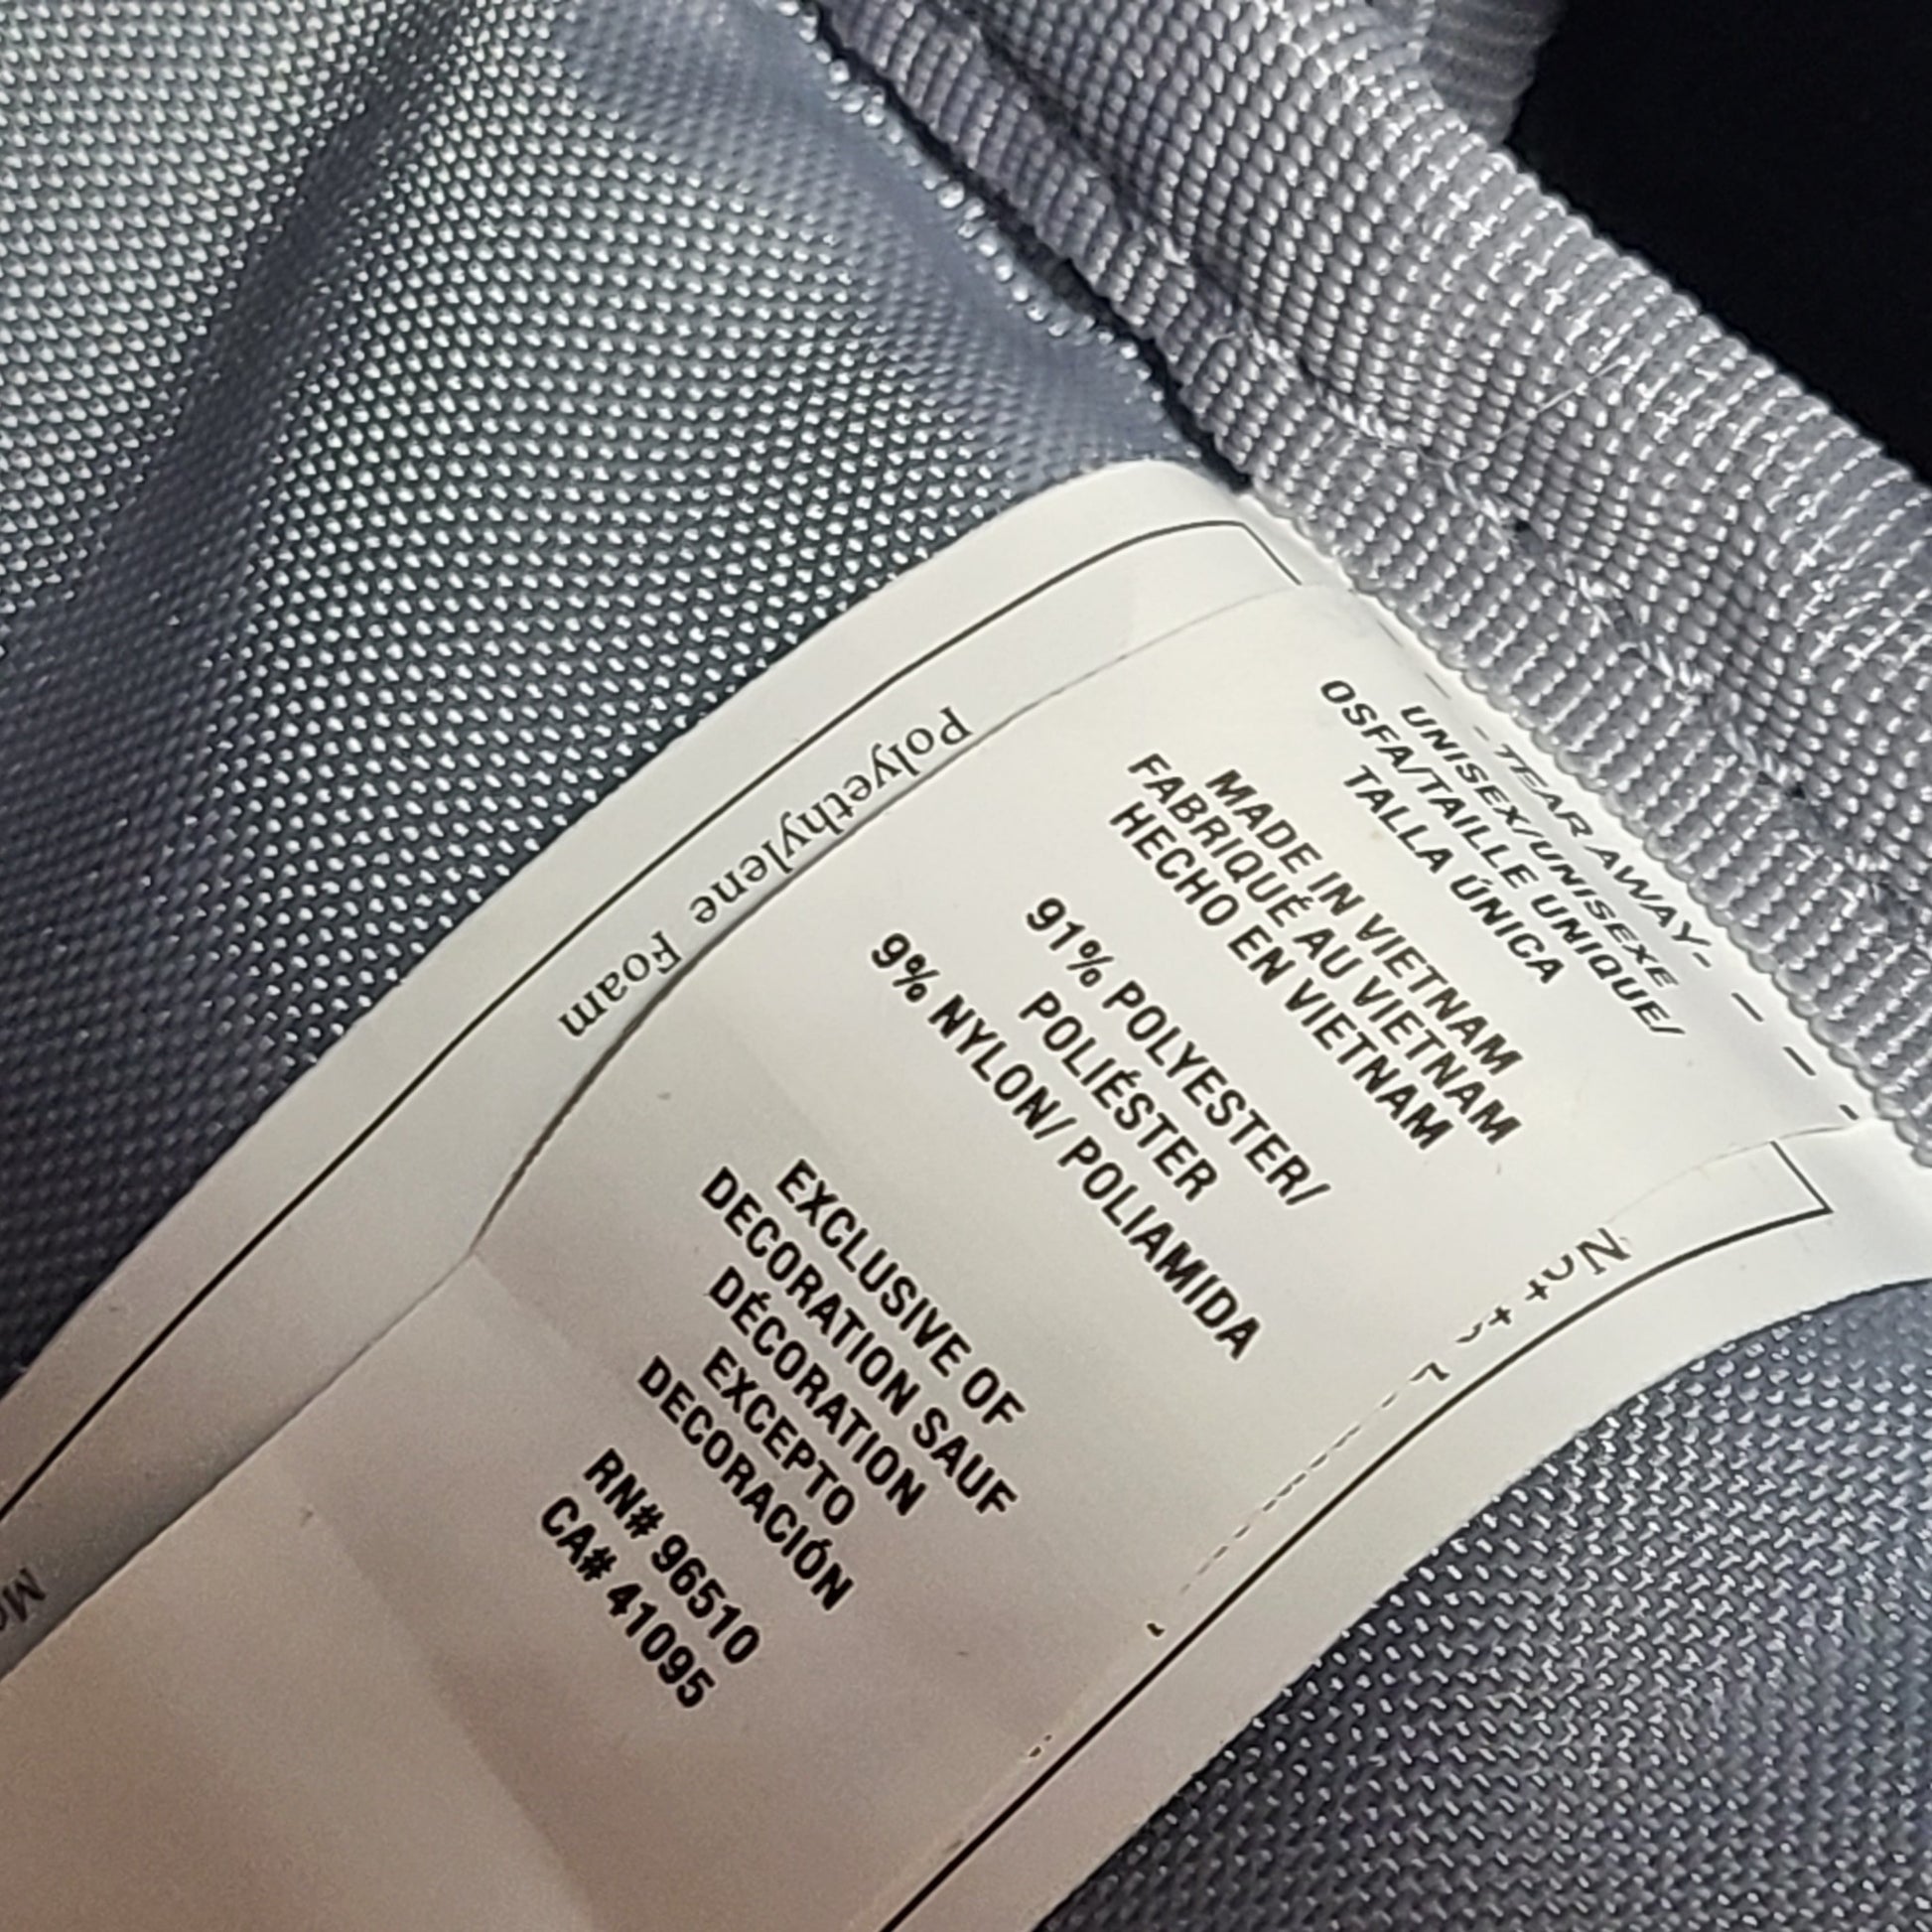 - TEAR AWAY -
UNISEX/UNISEXE
OSFA/TAILLE UNIQUE/
TALLA ÚNICA
MADE IN VIETNAM
FABRIQUÉ AU VIETNAM
HECHO EN VIETNAM
91% POLYESTER/
POLIÉSTER
9% NYLON/ POLIAMIDA
EXCLUSIVE OF
DECORATION SAUF
DÉCORATION
EXCEPTO
DECORACIÓN
RN# 96510
CA# 41095
Polyethylene Foam